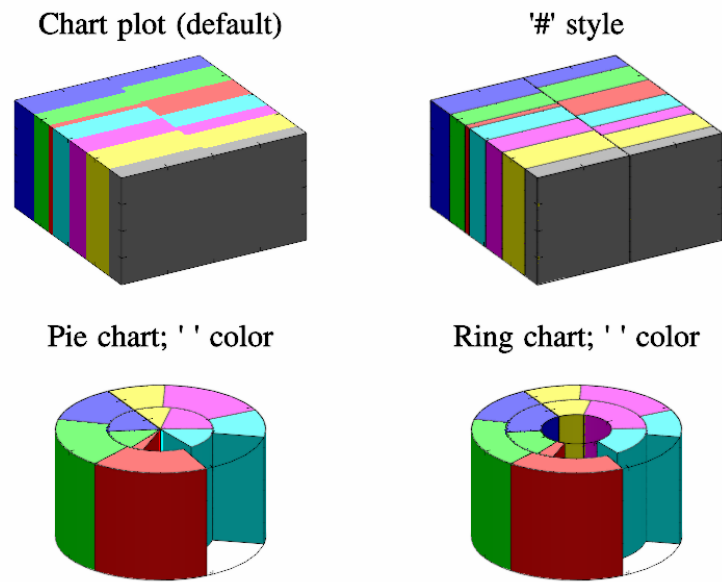 Chart plot (default)
'#' style
Pie chart; ' ' color
Ring chart; ' ' color